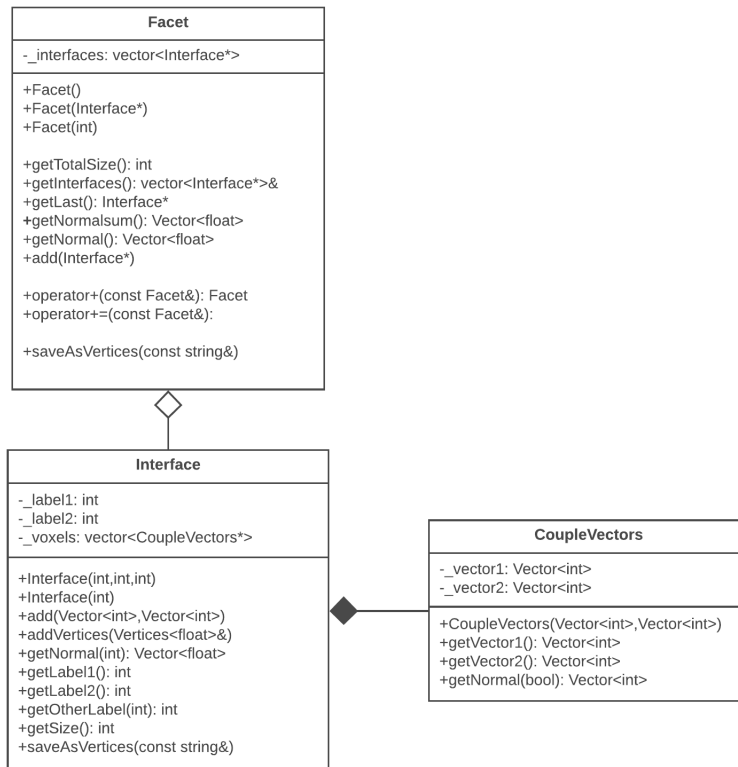 Facet
-_interfaces: vector<Interface*>
+Facet()
+Facet(Interface*)
+Facet(int)
+getTotalSize(): int
+getInterfaces(): vector<Interface*>&
+getLast(): Interface*
+getNormalsum(): Vector<float>
+getNormal(): Vector<float>
+add(Interface*)
+operator+(const Facet&): Facet
+operator+=(const Facet&):
+saveAsVertices(const string&)
Interface
-_label1: int
-_label2: int
-_voxels: vector<CoupleVectors*>
+Interface(int,int,int)
+Interface(int)
+add(Vector<int>,Vector<int>)
+addVertices(Vertices<float>&)
+getNormal(int): Vector<float>
+getLabel1(): int
+getLabel2(): int
+getOtherLabel(int): int
+getSize(): int
+saveAsVertices(const string&)
CoupleVectors
-_vector1: Vector<int>
-_vector2: Vector<int>
+CoupleVectors(Vector<int>,Vector<int>)
+getVector1(): Vector<int>
+getVector2(): Vector<int>
+getNormal(bool): Vector<int>